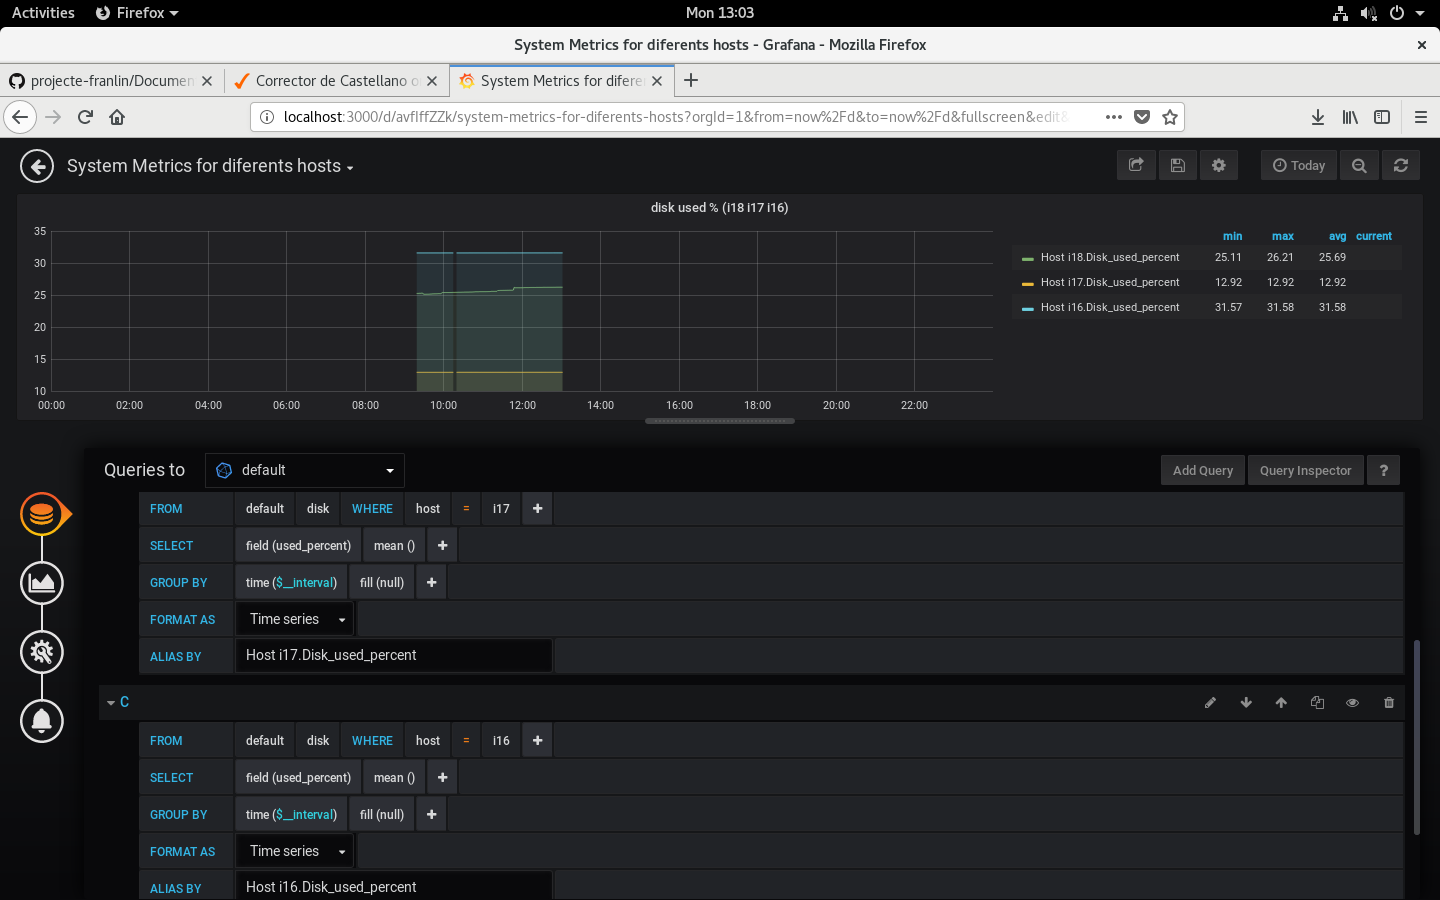 Activities Firefox Mon 13:03
System Metrics for diferents hosts - Grafana - Mozilla Firefox
projecte-franlin/Documen Corrector de Castellano o System Metrics for difere
localhost:3000/d/avfIffZZk/system-metrics-for-diferents-hosts?orgId=1&from=now%2Fd&to=now%2Fd&fullscreen&edit&
System Metrics for diferents hosts Today
disk used % (i18 i17 i16)
35
30
25
20
15
10
00:00 02:00 04:00 06:00 08:00 10:00 12:00 14:00 16:00 18:00 20:00 22:00
min max avg current
Host i18.Disk_used_percent 25.11 26.21 25.69
Host i17.Disk_used_percent 12.92 12.92 12.92
Host i16.Disk_used_percent 31.57 31.58 31.58
Queries to default Add Query Query Inspector ?
FROM default disk WHERE host = i17 +
SELECT field (used_percent) mean () +
GROUP BY time ($__interval) fill (null) +
FORMAT AS Time series
ALIAS BY Host i17.Disk_used_percent
C
FROM default disk WHERE host = i16 +
SELECT field (used_percent) mean () +
GROUP BY time ($__interval) fill (null) +
FORMAT AS Time series
ALIAS BY Host i16.Disk_used_percent